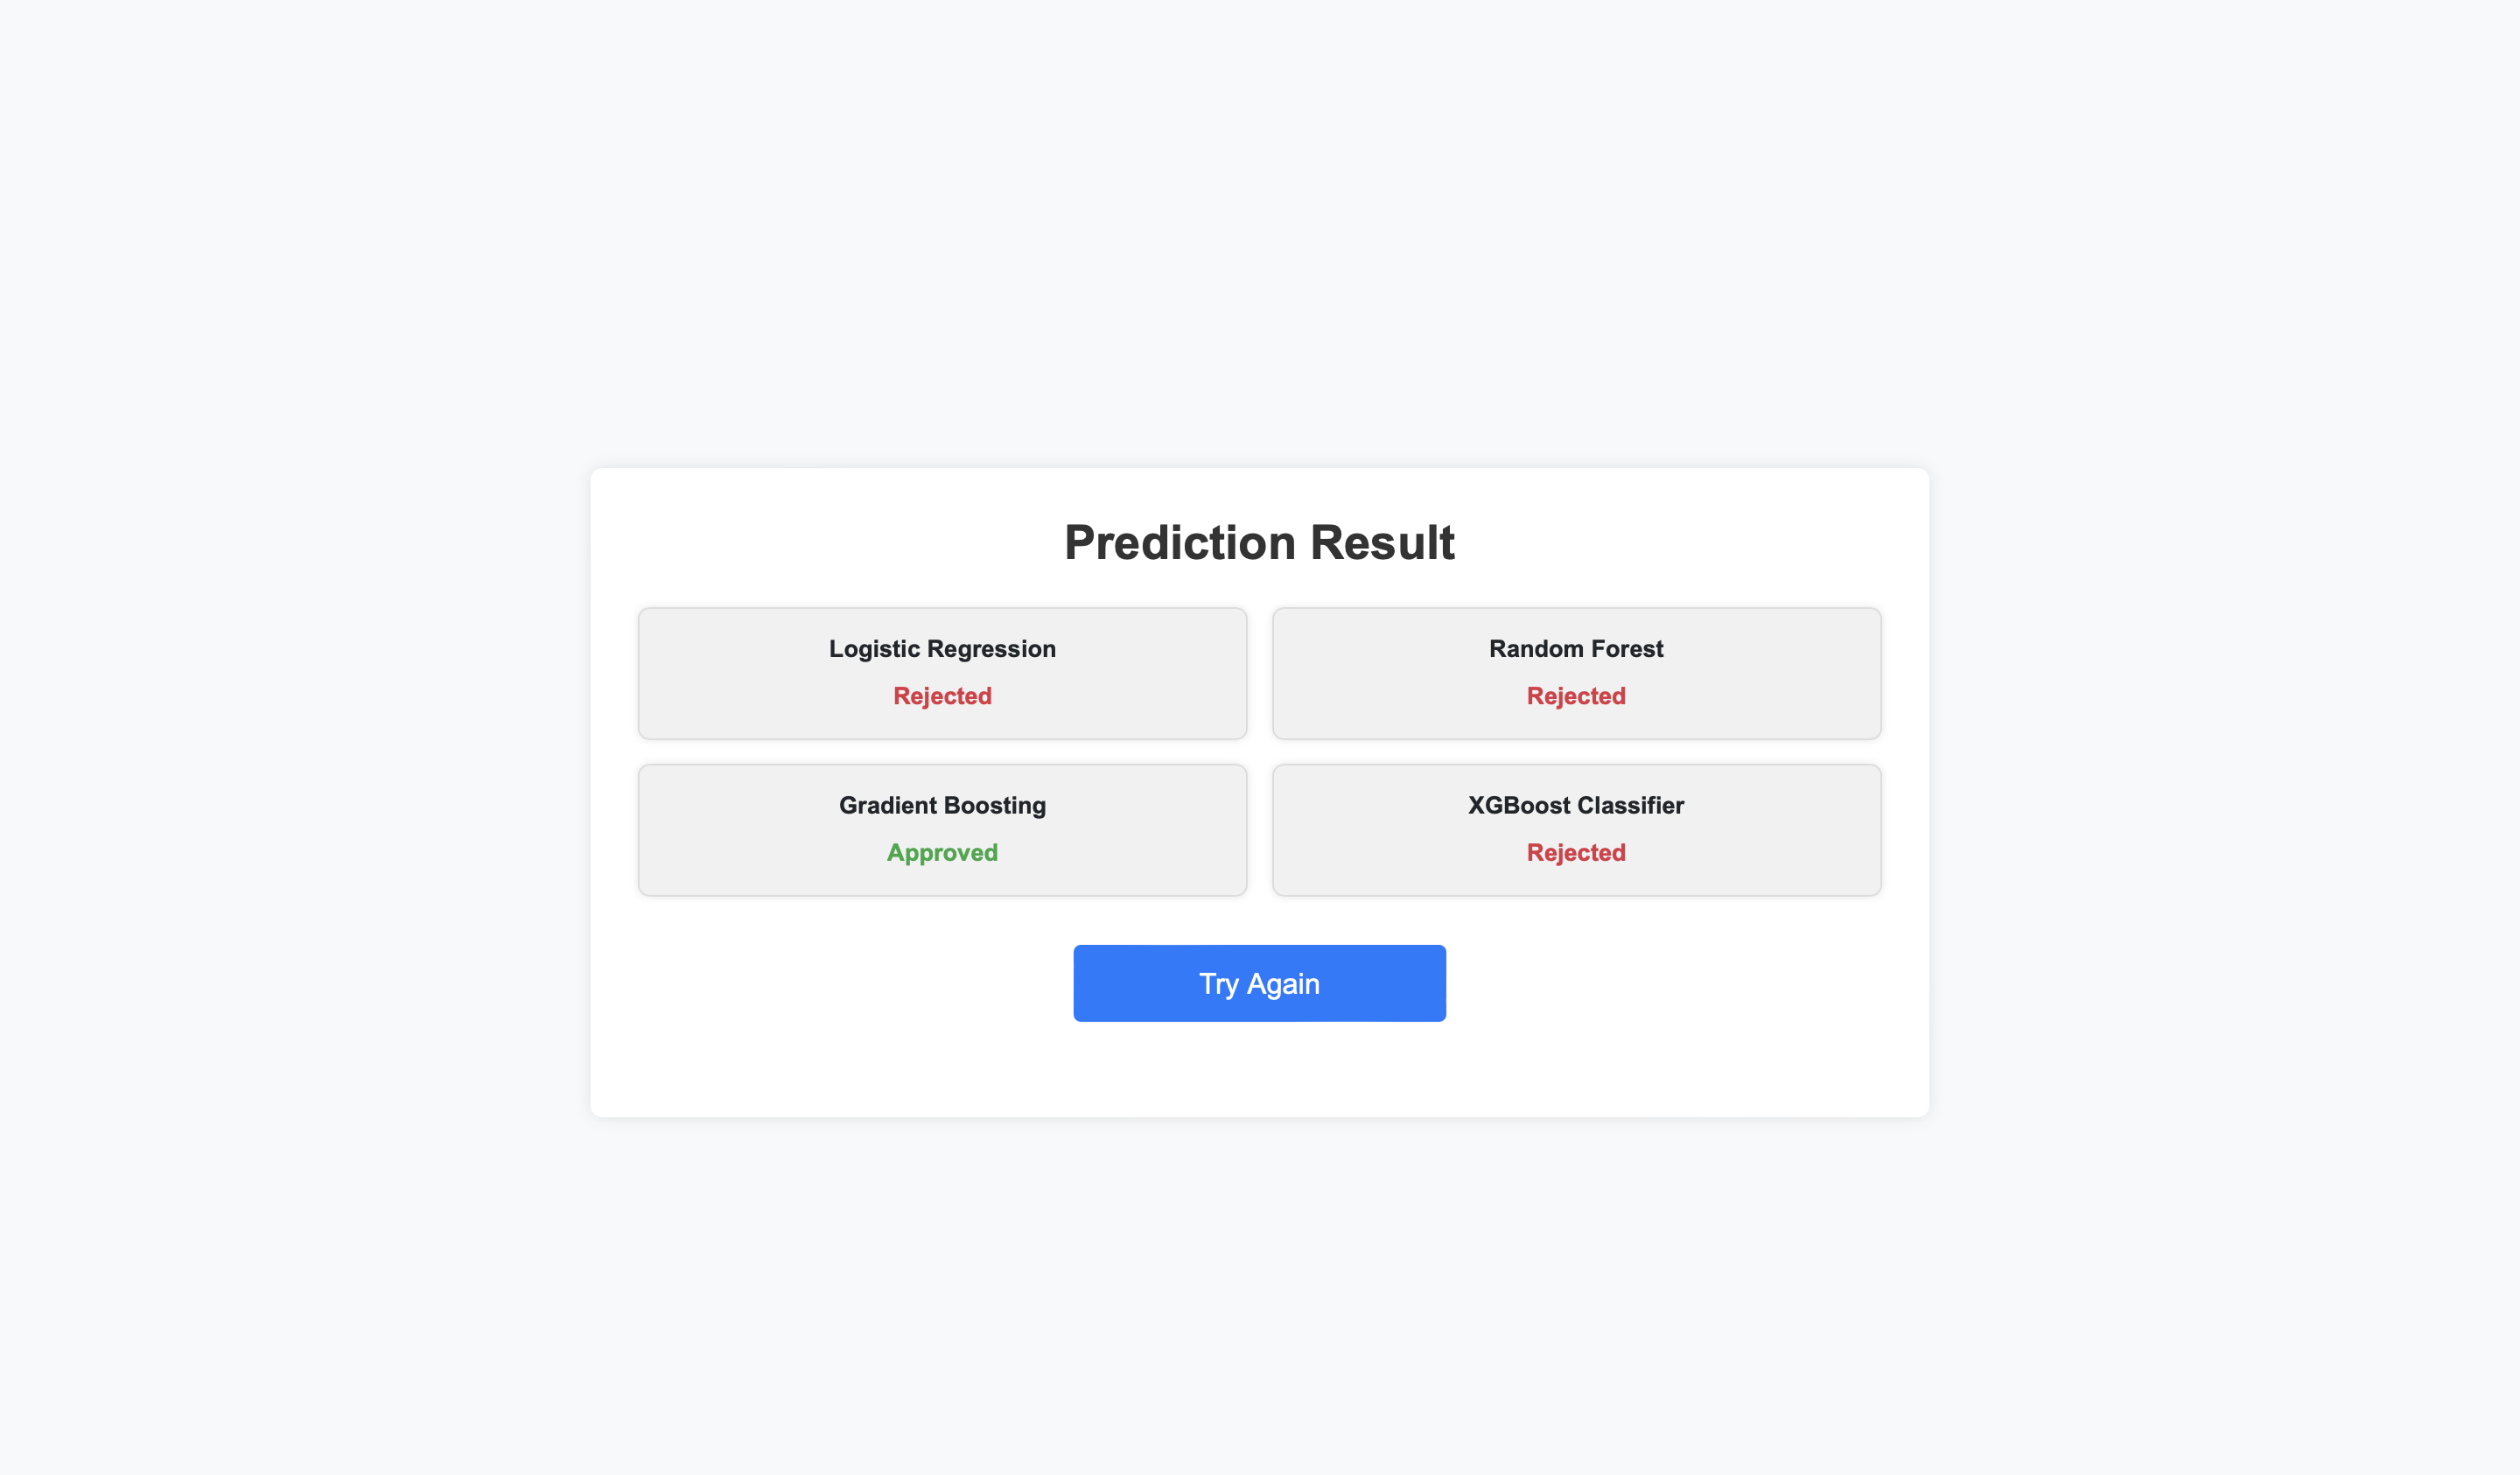 Prediction Result
Logistic Regression
Rejected
Random Forest
Rejected
Gradient Boosting
Approved
XGBoost Classifier
Rejected
Try Again